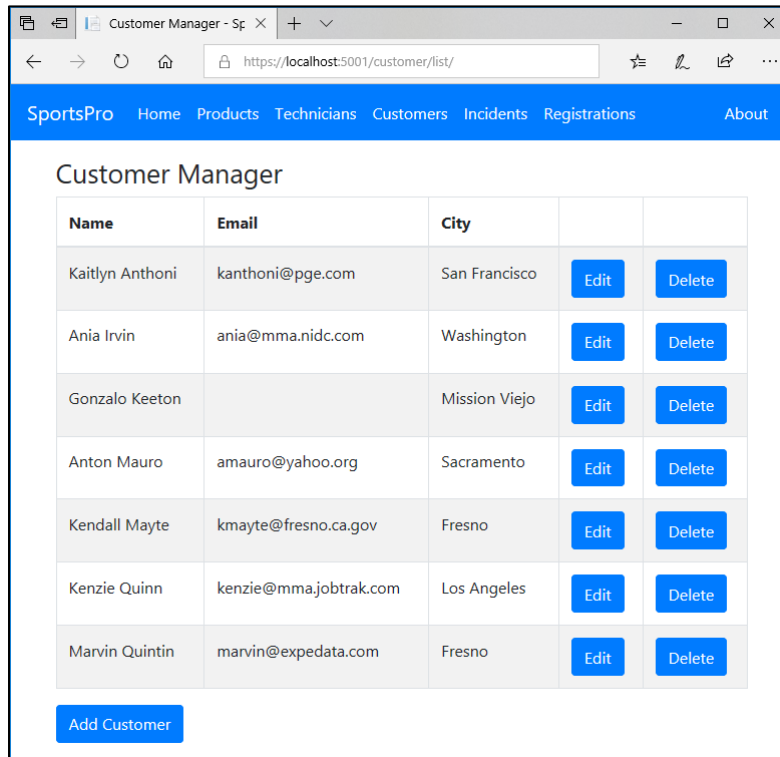 Customer Manager - Sp
https://localhost:5001/customer/list/
SportsPro Home Products Technicians Customers Incidents Registrations About
Customer Manager
Name Email City
Kaitlyn Anthoni kanthoni@pge.com San Francisco Edit Delete
Ania Irvin ania@mma.nidc.com Washington Edit Delete
Gonzalo Keeton Mission Viejo Edit Delete
Anton Mauro amauro@yahoo.org Sacramento Edit Delete
Kendall Mayte kmayte@fresno.ca.gov Fresno Edit Delete
Kenzie Quinn kenzie@mma.jobtrak.com Los Angeles Edit Delete
Marvin Quintin marvin@expedata.com Fresno Edit Delete
Add Customer